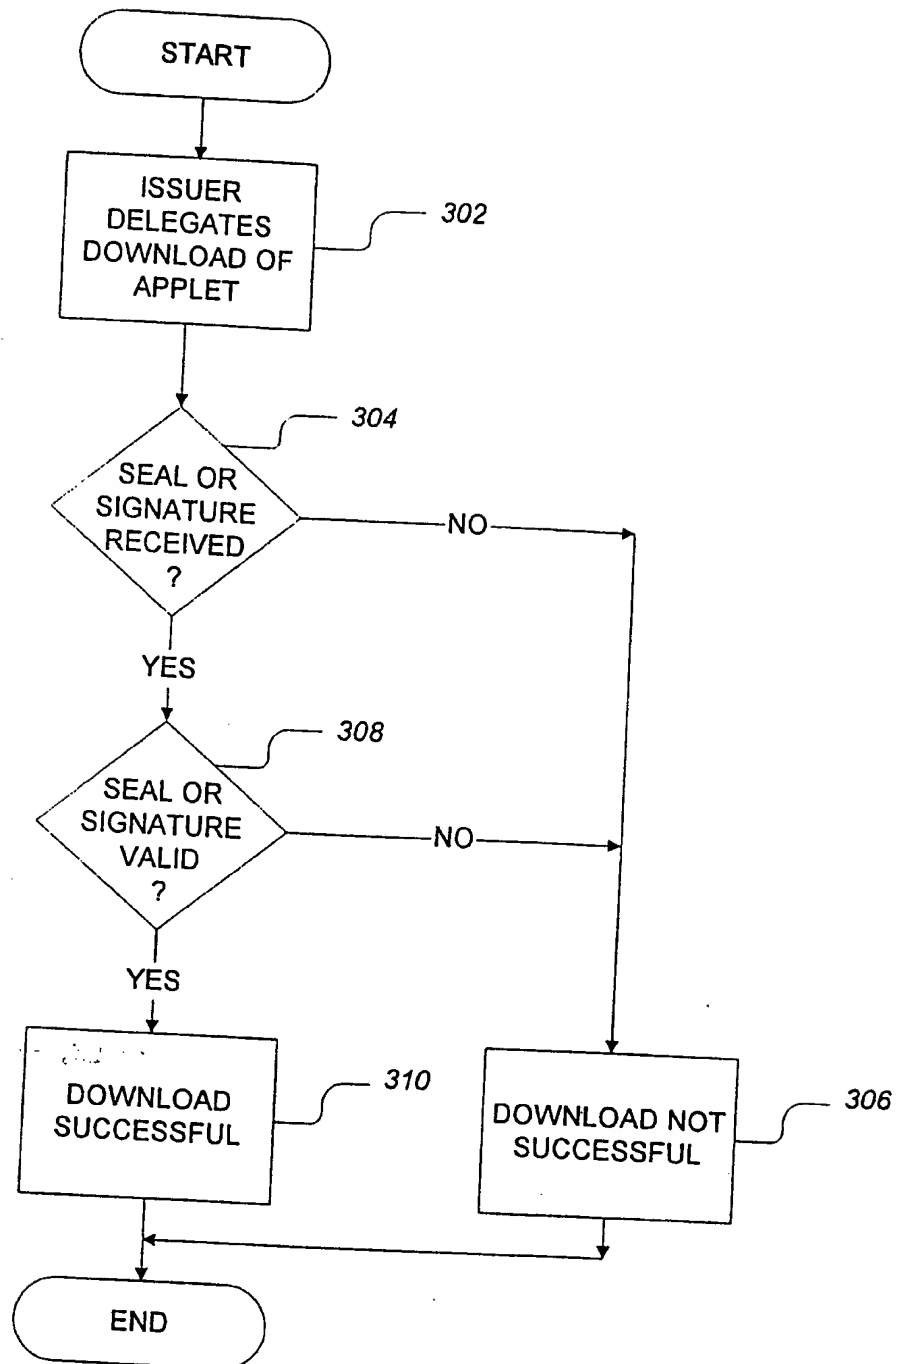 START
ISSUER
DELEGATES
DOWNLOAD OF
APPLET
302
304
SEAL OR
SIGNATURE
RECEIVED
?
NO
YES
308
SEAL OR
SIGNATURE
VALID
?
NO
YES
310
DOWNLOAD
SUCCESSFUL
306
DOWNLOAD NOT
SUCCESSFUL
END